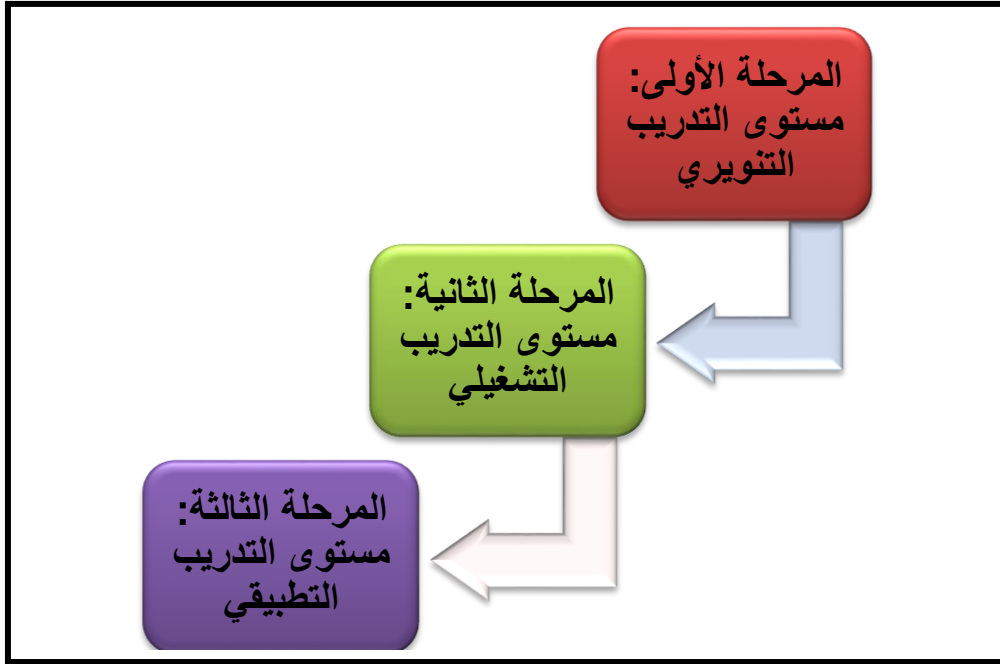 المرحلة الأولى:
مستوى التدريب
التنويري
المرحلة الثانية:
مستوى التدريب
التشغيلي
المرحلة الثالثة:
مستوى التدريب
التطبيقي